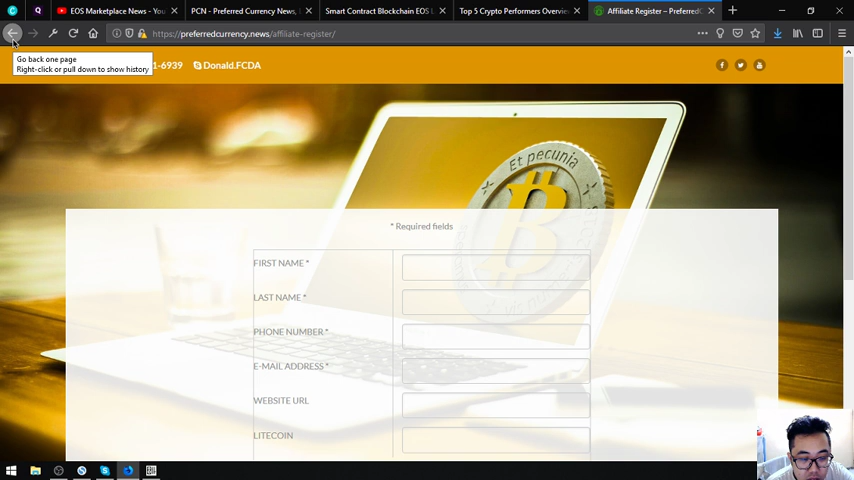 EOS Marketplace News - You
PCN - Preferred Currency News,
Smart Contract Blockchain EOS
Top 5 Crypto Performers Overvie
Affiliate Register – Preferred
https://preferredcurrency.news/affiliate-register/
Go back one page
Right-click or pull down to show history
1-6939
Donald.FCDA
Et pecunia
* Required fields
FIRST NAME *
LAST NAME *
PHONE NUMBER *
E-MAIL ADDRESS *
WEBSITE URL
LITECOIN